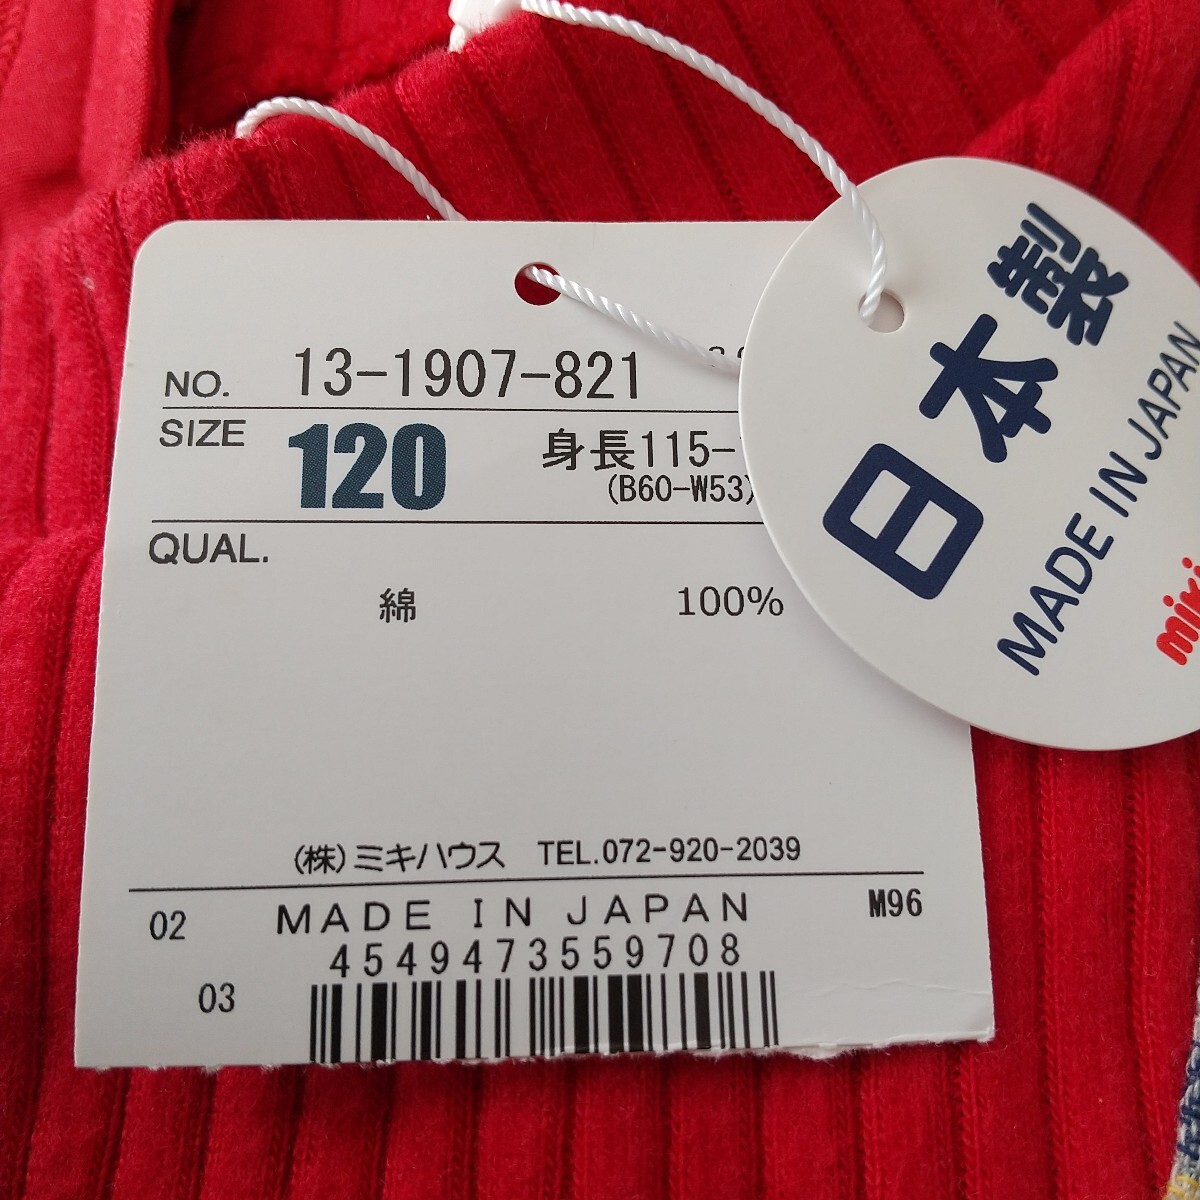 NO. 13-1907-821
SIZE 120 身長115-
(B60-W53)
QUAL.
綿 100%
(株)ミキハウス TEL.072-920-2039
02 MADE IN JAPAN M96
4549473559708
03
日本製
MADE IN JAPAN
miki